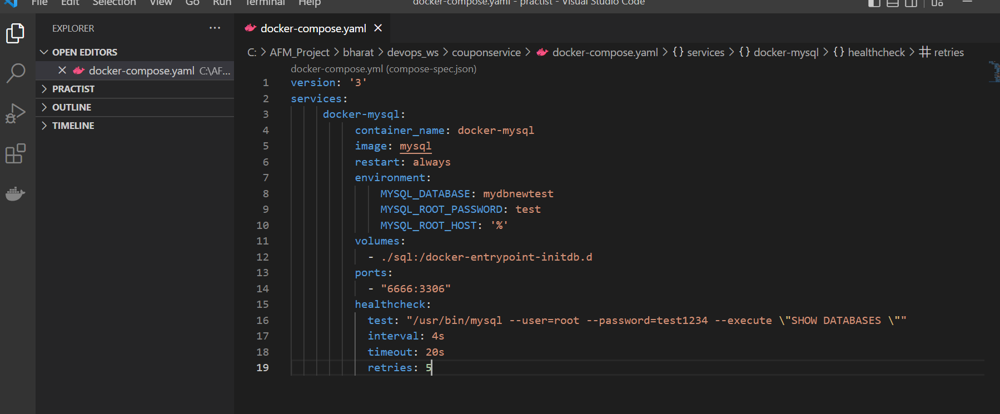 File Edit Selection View Go Run Terminal Help docker-compose.yaml - practist - Visual Studio Code
EXPLORER
OPEN EDITORS
docker-compose.yaml C:\AF...
PRACTIST
OUTLINE
TIMELINE
docker-compose.yaml
C: > AFM_Project > bharat > devops_ws > couponservice > docker-compose.yaml > {} services > {} docker-mysql > {} healthcheck > # retries
docker-compose.yml (compose-spec.json)
1 version: '3'
2 services:
3 docker-mysql:
4 container_name: docker-mysql
5 image: mysql
6 restart: always
7 environment:
8 MYSQL_DATABASE: mydbnewtest
9 MYSQL_ROOT_PASSWORD: test
10 MYSQL_ROOT_HOST: '%'
11 volumes:
12 - ./sql:/docker-entrypoint-initdb.d
13 ports:
14 - "6666:3306"
15 healthcheck:
16 test: "/usr/bin/mysql --user=root --password=test1234 --execute \"SHOW DATABASES \""
17 interval: 4s
18 timeout: 20s
19 retries: 5